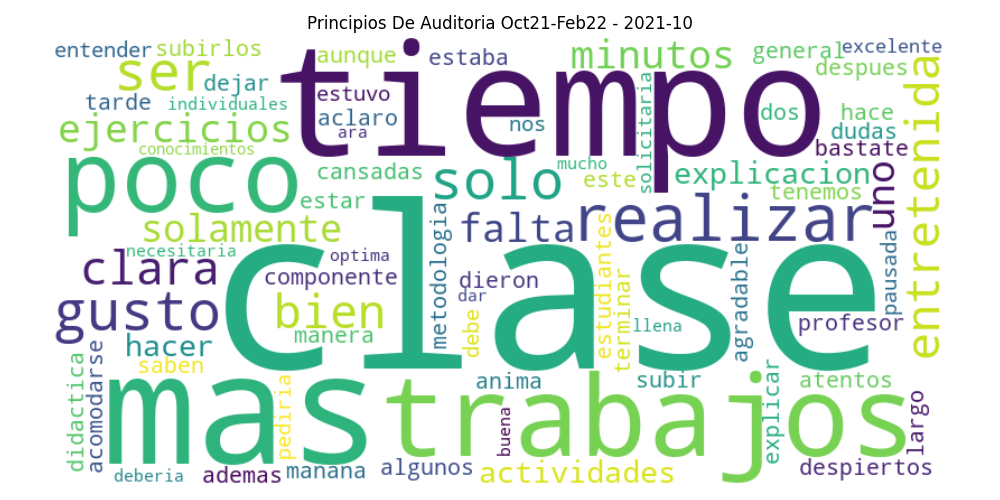 Principios De Auditoria Oct21-Feb22 - 2021-10
entender
subirlos
ser
dejar
tarde
individuales
ejercicios
conocimientos
poco
tiempo
aunque
estaba
estuvo
aclaro
ara
nos
cansadas
estar
minutos
general
excelente
despues
solicitaria
dos
hace
dudas
bastate
entretenida
mucho
este
explicacion
tenemos
uno
solo
solamente
falta
realizar
necesitaria
optima
clara
componente
metodologia
dieron
dar
debe
estudiantes
terminar
agradable
pausada
profesor
llena
gusto
bien
manera
clase
hacer
saben
didactica
acomodarse
mas
pediria
anima
subir
trabajos
explicar
atentos
buena
largo
deberia
ademas
manana
algunos
actividades
despiertos